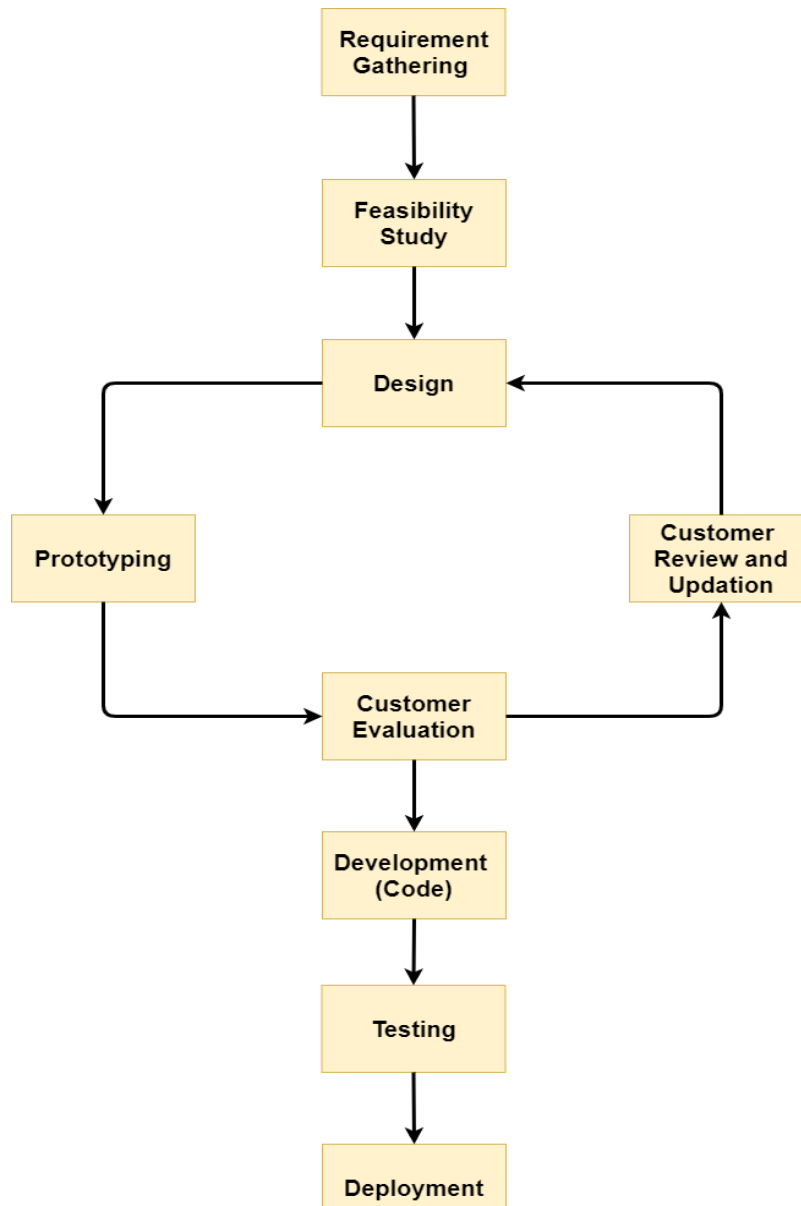 Requirement
Gathering
Feasibility
Study
Design
Prototyping
Customer
Review and
Updation
Customer
Evaluation
Development
(Code)
Testing
Deployment